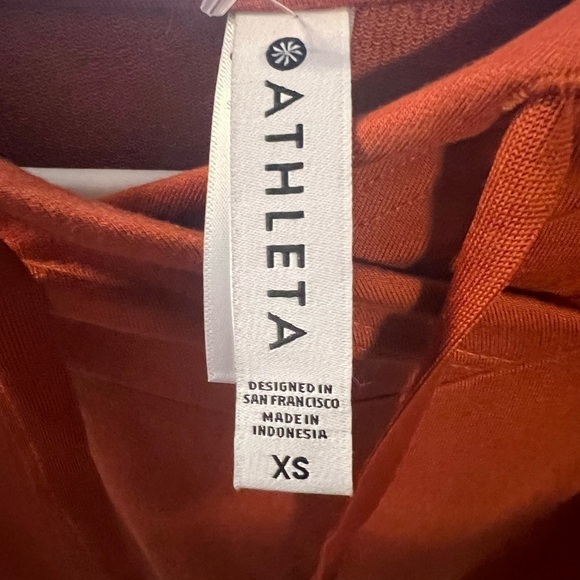 ATHLETA
DESIGNED IN
SAN FRANCISCO
MADE IN
INDONESIA
XS